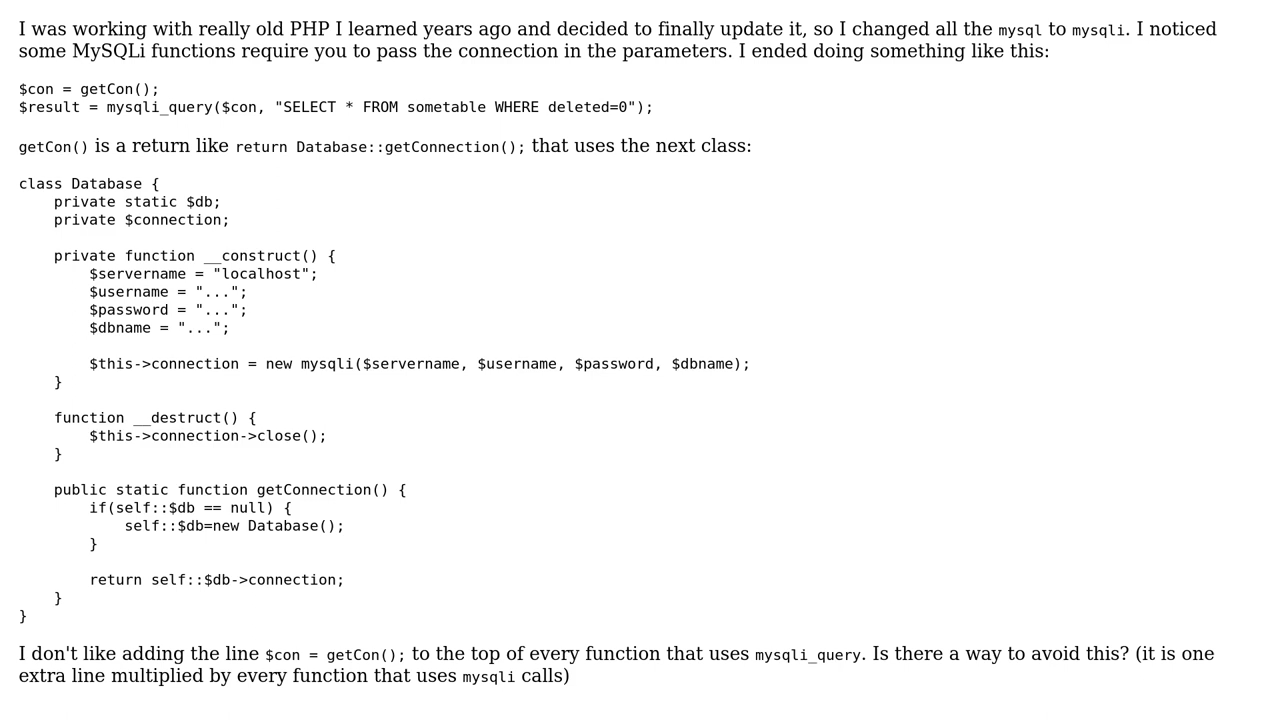 I was working with really old PHP I learned years ago and decided to finally update it, so I changed all the mysql to mysqli. I noticed
some MySQLi functions require you to pass the connection in the parameters. I ended doing something like this:
$con = getCon();
$result = mysqli_query($con, "SELECT * FROM sometable WHERE deleted=0");
getCon() is a return like return Database::getConnection(); that uses the next class:
class Database {
    private static $db;
    private $connection;
    private function __construct() {
        $servername = "localhost";
        $username = "...";
        $password = "...";
        $dbname = "...";
        $this->connection = new mysqli($servername, $username, $password, $dbname);
    }
    function __destruct() {
        $this->connection->close();
    }
    public static function getConnection() {
        if(self::$db == null) {
            self::$db=new Database();
        }
        return self::$db->connection;
    }
}
I don't like adding the line $con = getCon(); to the top of every function that uses mysqli_query. Is there a way to avoid this? (it is one
extra line multiplied by every function that uses mysqli calls)